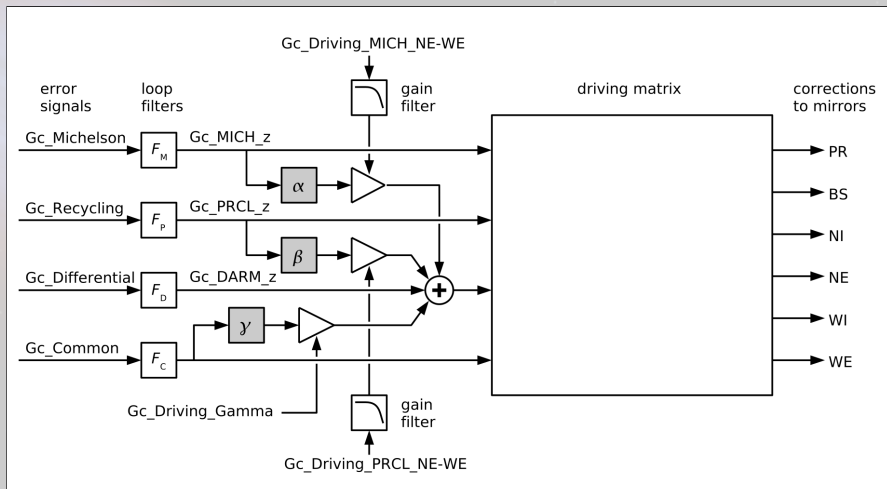 Gc_Driving_MICH_NE-WE
error
signals
loop
filters
gain
filter
driving matrix
corrections
to mirrors
Gc_Michelson
F_M
Gc_MICH_z
PR
α
BS
Gc_Recycling
F_P
Gc_PRCL_z
NI
β
Gc_Differential
F_D
Gc_DARM_z
+
NE
γ
WI
Gc_Common
F_C
WE
Gc_Driving_Gamma
gain
filter
Gc_Driving_PRCL_NE-WE